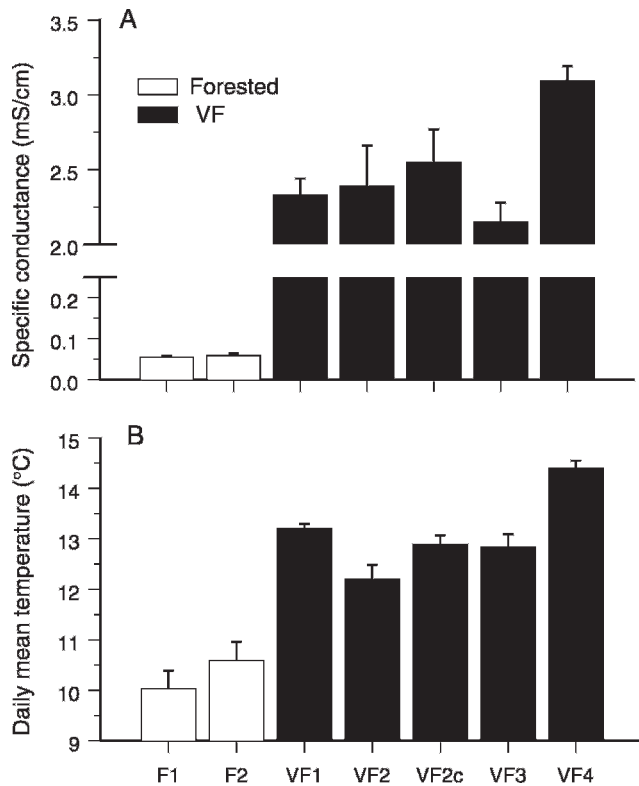 A
Specific conductance (mS/cm)
3.5
3.0
2.5
2.0
0.2
0.1
0.0
Forested
VF
B
Daily mean temperature (°C)
15
14
13
12
11
10
9
F1 F2 VF1 VF2 VF2c VF3 VF4